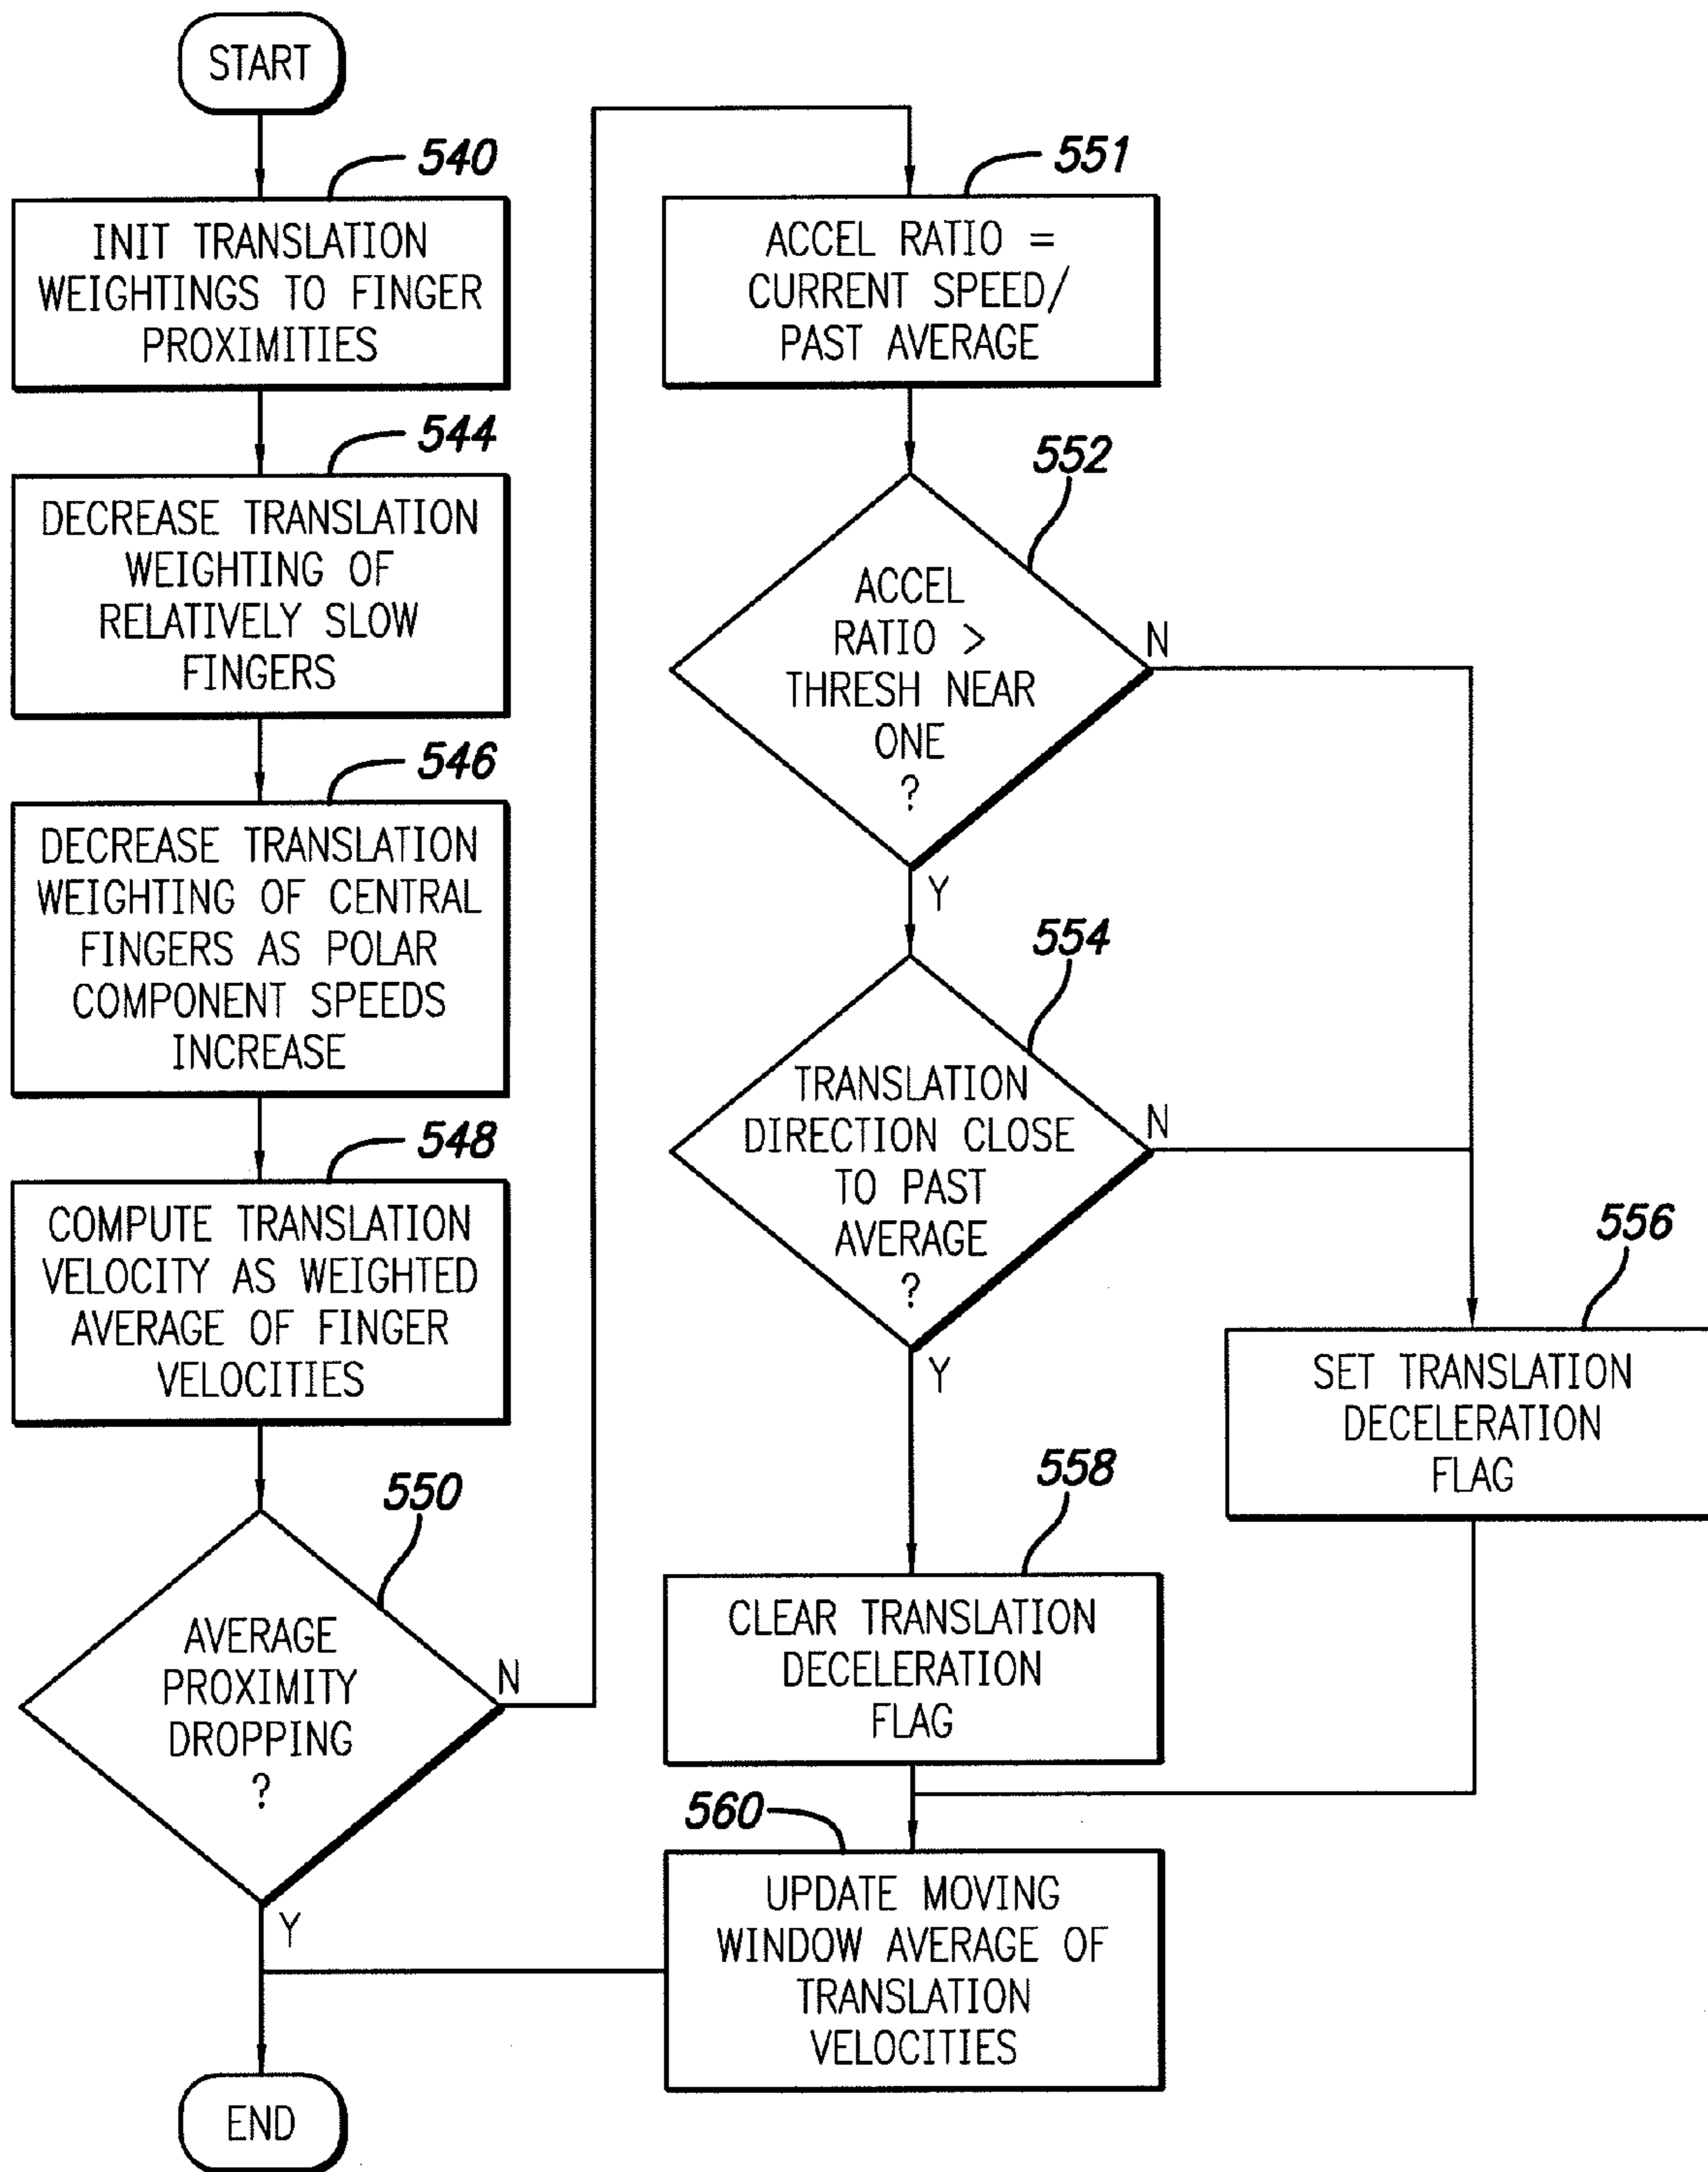 START
540
INIT TRANSLATION
WEIGHTINGS TO FINGER
PROXIMITIES
544
DECREASE TRANSLATION
WEIGHTING OF
RELATIVELY SLOW
FINGERS
546
DECREASE TRANSLATION
WEIGHTING OF CENTRAL
FINGERS AS POLAR
COMPONENT SPEEDS
INCREASE
548
COMPUTE TRANSLATION
VELOCITY AS WEIGHTED
AVERAGE OF FINGER
VELOCITIES
550
AVERAGE
PROXIMITY
DROPPING
?
N
Y
END
551
ACCEL RATIO =
CURRENT SPEED/
PAST AVERAGE
552
ACCEL
RATIO >
THRESH NEAR
ONE
?
N
Y
554
TRANSLATION
DIRECTION CLOSE
TO PAST
AVERAGE
?
N
Y
556
SET TRANSLATION
DECELERATION
FLAG
558
CLEAR TRANSLATION
DECELERATION
FLAG
560
UPDATE MOVING
WINDOW AVERAGE OF
TRANSLATION
VELOCITIES